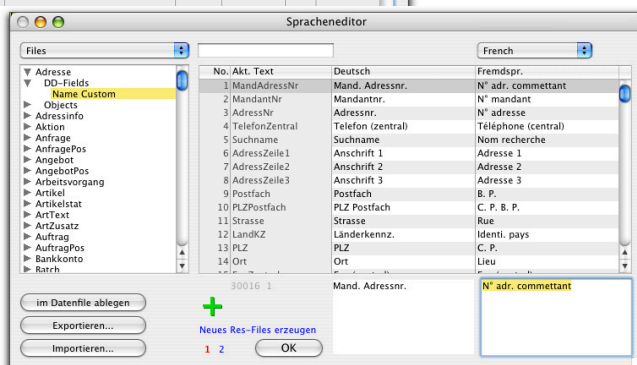 Spracheneditor
Files
French
Adresse
DD-Fields
Name Custom
Objects
Adressinfo
Aktion
Anfrage
AnfragePos
Angebot
AngebotPos
Arbeitsvorgang
Artikel
Artikelstat
ArtText
ArtZusatz
Auftrag
AuftragPos
Bankkonto
Batch
No. Akt. Text Deutsch Fremdspr.
1 MandAdressNr Mand. Adressnr. N° adr. commettant
2 MandantNr Mandantnr. N° mandant
3 AdressNr Adressnr. N° adresse
4 TelefonZentral Telefon (zentral) Téléphone (central)
5 Suchname Suchname Nom recherche
6 AdressZeile1 Anschrift 1 Adresse 1
7 AdressZeile2 Anschrift 2 Adresse 2
8 AdressZeile3 Anschrift 3 Adresse 3
9 Postfach Postfach B. P.
10 PLZPostfach PLZ Postfach C. P. B. P.
11 Strasse Strasse Rue
12 LandKZ Länderkennz. Identi. pays
13 PLZ PLZ C. P.
14 Ort Ort Lieu
30016 1 Mand. Adressnr. N° adr. commettant
im Datenfile ablegen
Exportieren...
Importieren...
Neues Res-Files erzeugen
1 2 OK